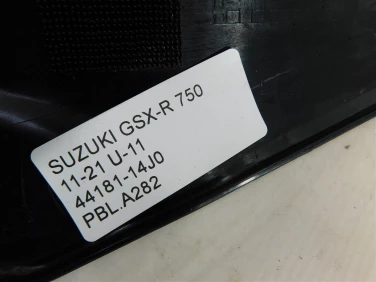 SUZUKI GSX-R 750
11-21 U-11
44181-14J0
PBL.A282